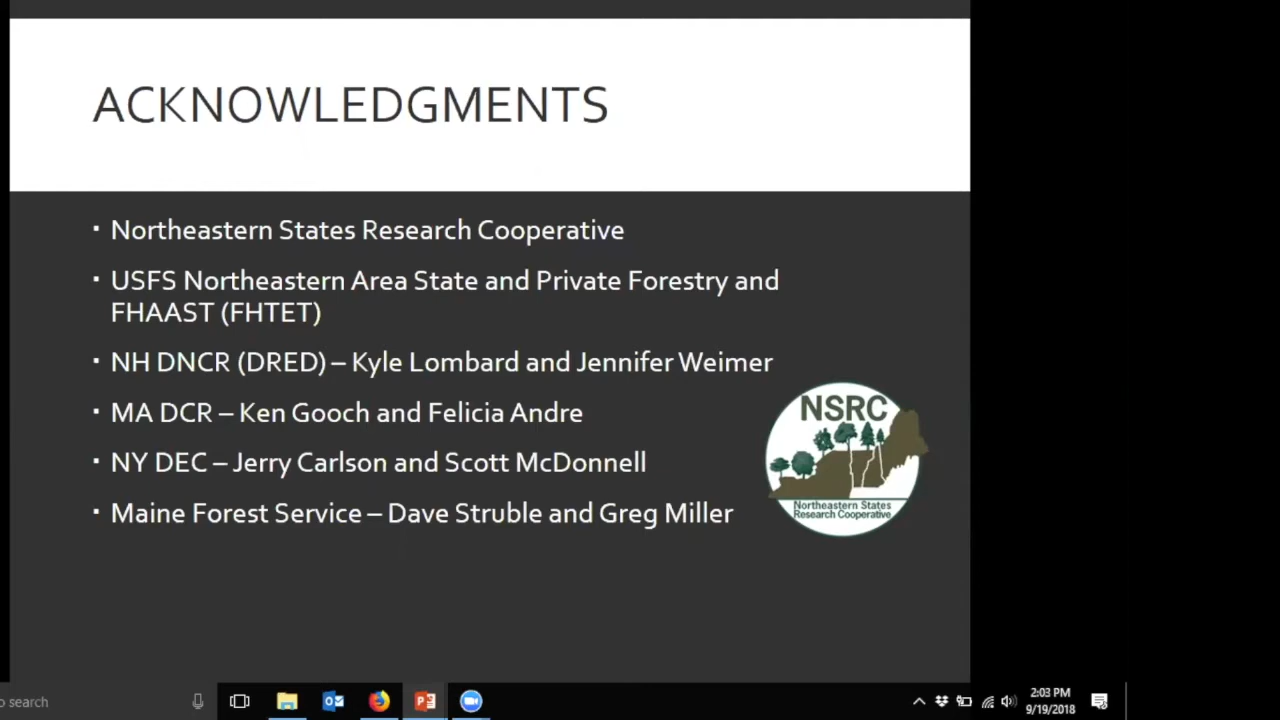 ACKNOWLEDGMENTS
▪ Northeastern States Research Cooperative
▪ USFS Northeastern Area State and Private Forestry and
FHAAST (FHTET)
▪ NH DNCR (DRED) – Kyle Lombard and Jennifer Weimer
▪ MA DCR – Ken Gooch and Felicia Andre
▪ NY DEC – Jerry Carlson and Scott McDonnell
▪ Maine Forest Service – Dave Struble and Greg Miller
NSRC
Northeastern States
Research Cooperative
o search
2:03 PM
9/19/2018